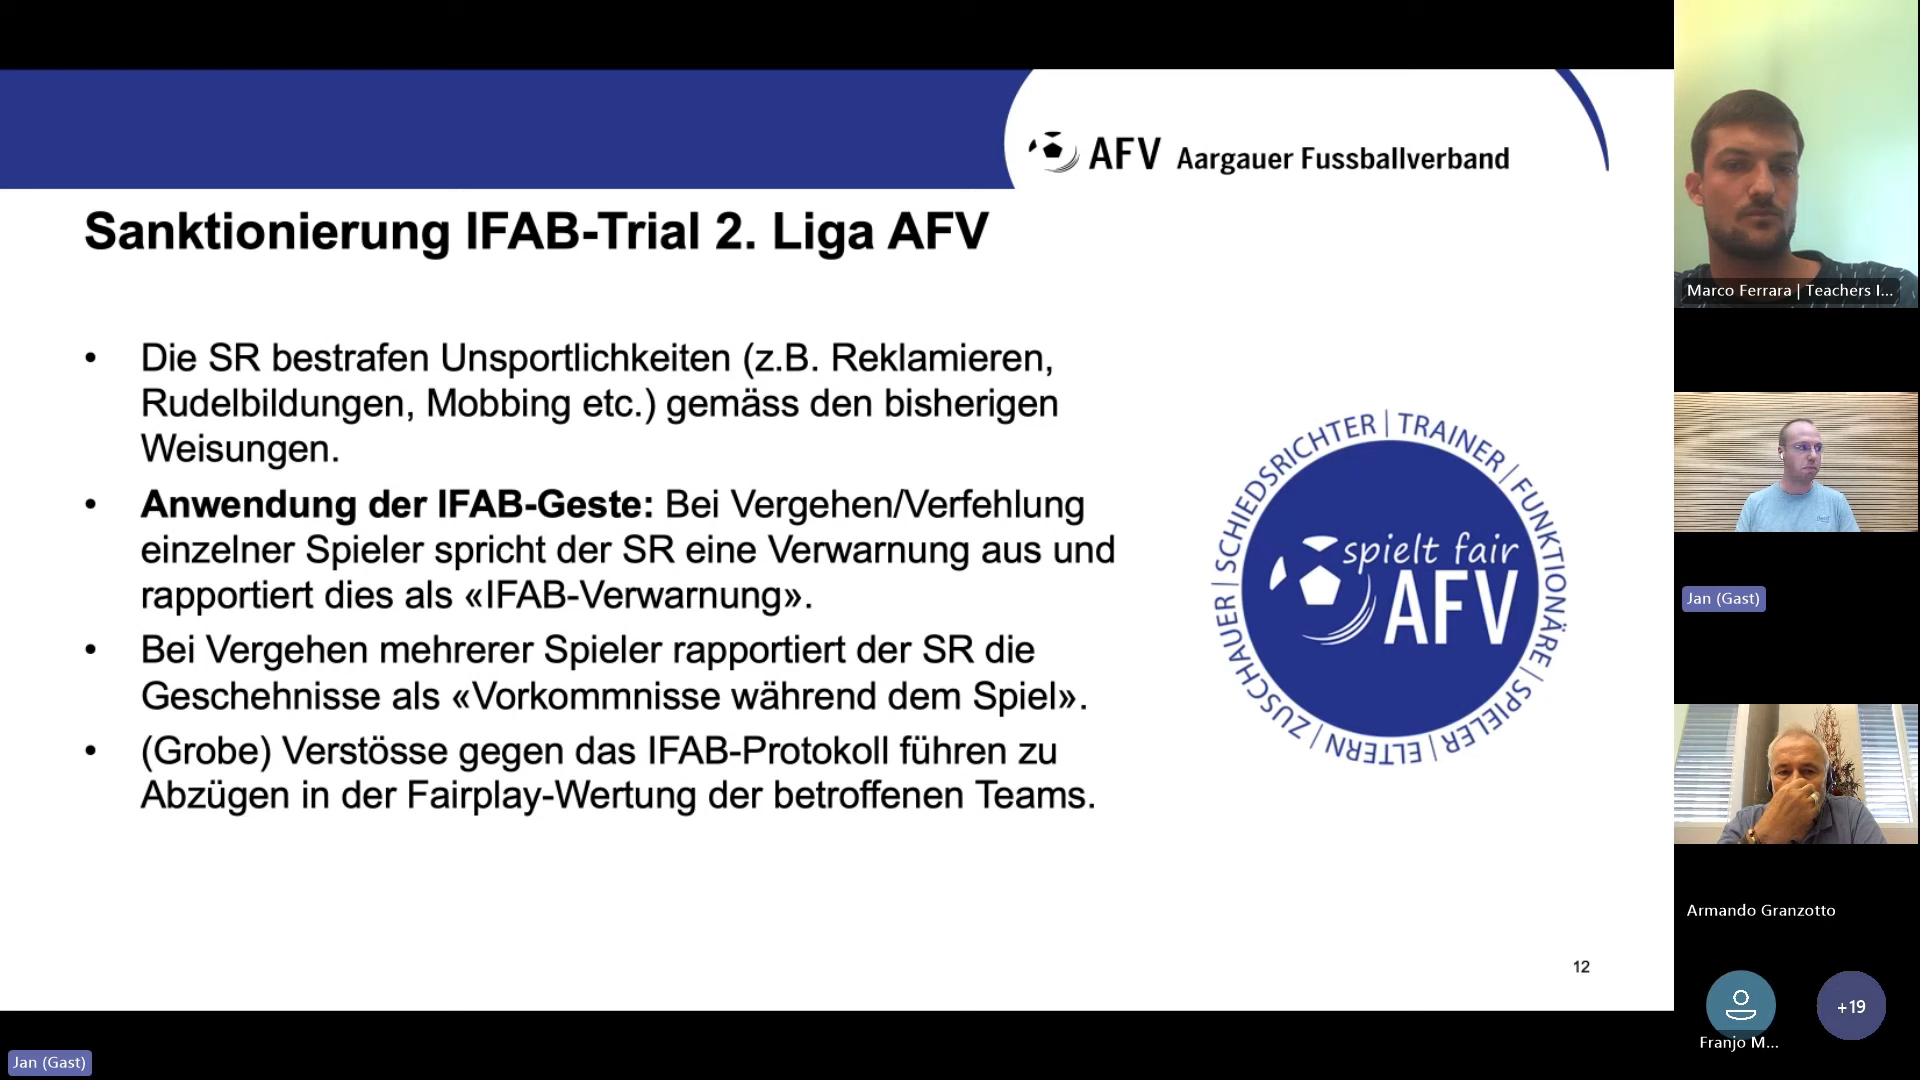 AFV Aargauer Fussballverband
Sanktionierung IFAB-Trial 2. Liga AFV
• Die SR bestrafen Unsportlichkeiten (z.B. Reklamieren,
Rudelbildungen, Mobbing etc.) gemäss den bisherigen
Weisungen.
• Anwendung der IFAB-Geste: Bei Vergehen/Verfehlung
einzelner Spieler spricht der SR eine Verwarnung aus und
rapportiert dies als «IFAB-Verwarnung».
• Bei Vergehen mehrerer Spieler rapportiert der SR die
Geschehnisse als «Vorkommnisse während dem Spiel».
• (Grobe) Verstösse gegen das IFAB-Protokoll führen zu
Abzügen in der Fairplay-Wertung der betroffenen Teams.
SCHIEDSRICHTER | TRAINER | FUNKTIONÄRE | SPIELER | ELTERN | ZUSCHAUER |
spielt fair
AFV
12
Marco Ferrara | Teachers I...
Jan (Gast)
Armando Granzotto
Franjo M...
+19
Jan (Gast)